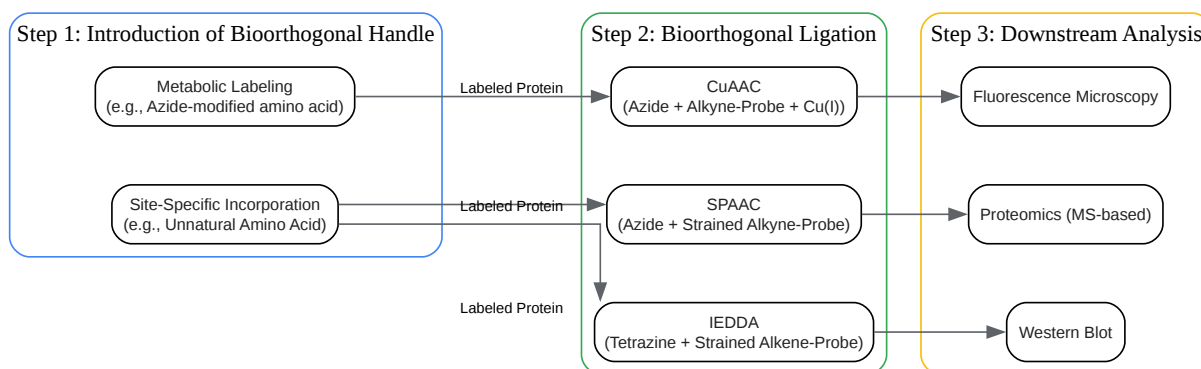 Step 1: Introduction of Bioorthogonal Handle
Metabolic Labeling
(e.g., Azide-modified amino acid)
Site-Specific Incorporation
(e.g., Unnatural Amino Acid)
Labeled Protein
Labeled Protein
Labeled Protein
Step 2: Bioorthogonal Ligation
CuAAC
(Azide + Alkyne-Probe + Cu(I))
SPAAC
(Azide + Strained Alkyne-Probe)
IEDDA
(Tetrazine + Strained Alkene-Probe)
Step 3: Downstream Analysis
Fluorescence Microscopy
Proteomics (MS-based)
Western Blot